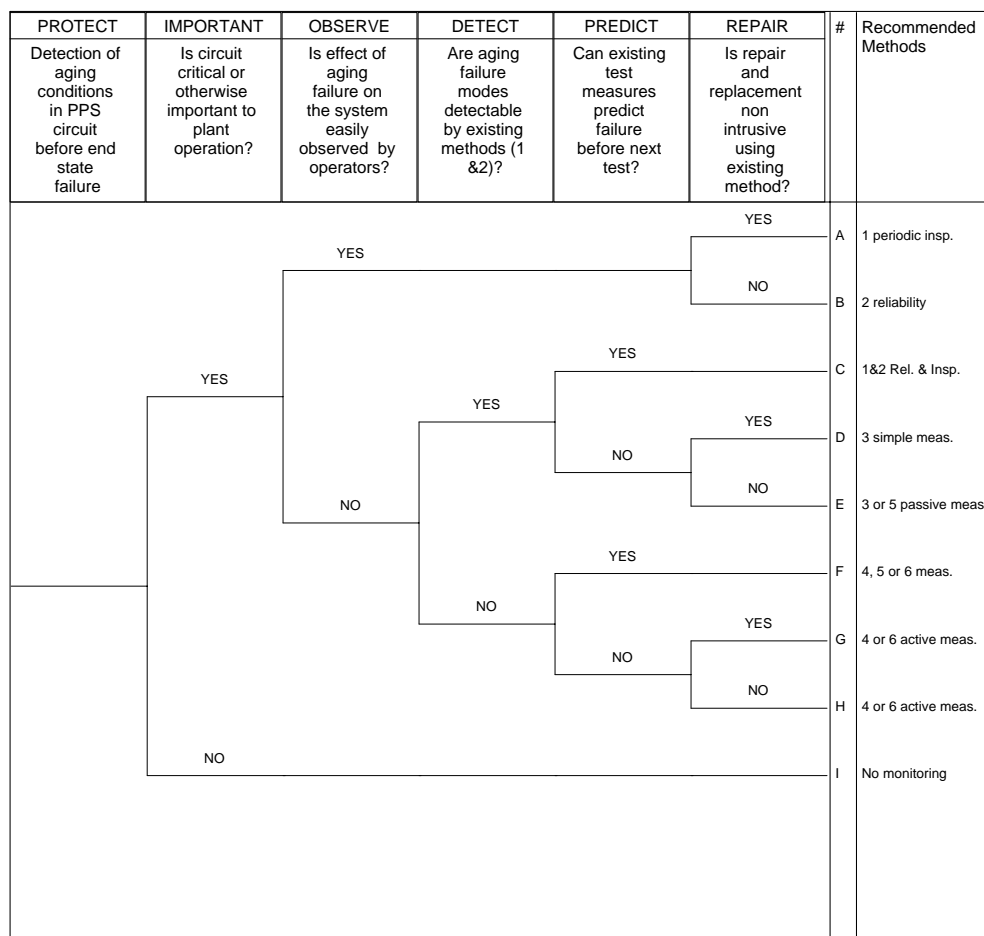 PROTECT IMPORTANT OBSERVE DETECT PREDICT REPAIR # Recommended
Methods
Detection of
aging
conditions
in PPS
circuit
before end
state
failure
Is circuit
critical or
otherwise
important to
plant
operation?
Is effect of
aging
failure on
the system
easily
observed by
operators?
Are aging
failure
modes
detectable
by existing
methods (1
&2)?
Can existing
test
measures
predict
failure
before next
test?
Is repair
and
replacement
non
intrusive
using
existing
method?
YES
A 1 periodic insp.
YES
NO
B 2 reliability
YES
C 1&2 Rel. & Insp.
YES
YES
YES
D 3 simple meas.
NO
NO
E 3 or 5 passive meas
NO
YES
F 4, 5 or 6 meas.
NO
YES
G 4 or 6 active meas.
NO
NO
H 4 or 6 active meas.
NO
I No monitoring